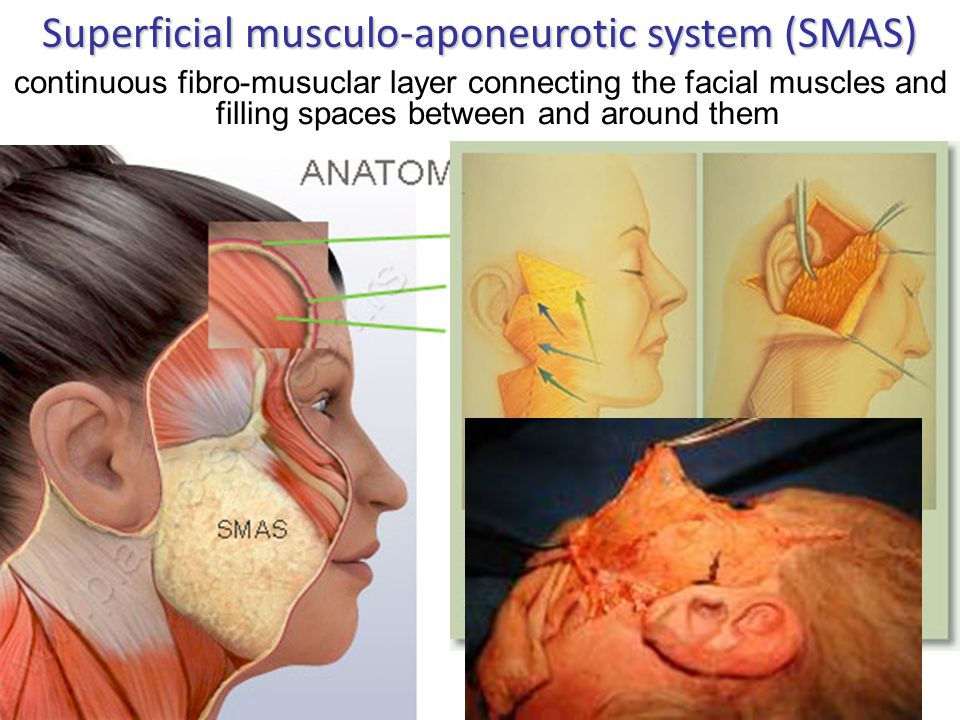 Superficial musculo-aponeurotic system (SMAS)
continuous fibro-musuclar layer connecting the facial muscles and
filling spaces between and around them
ANATOM
SMAS